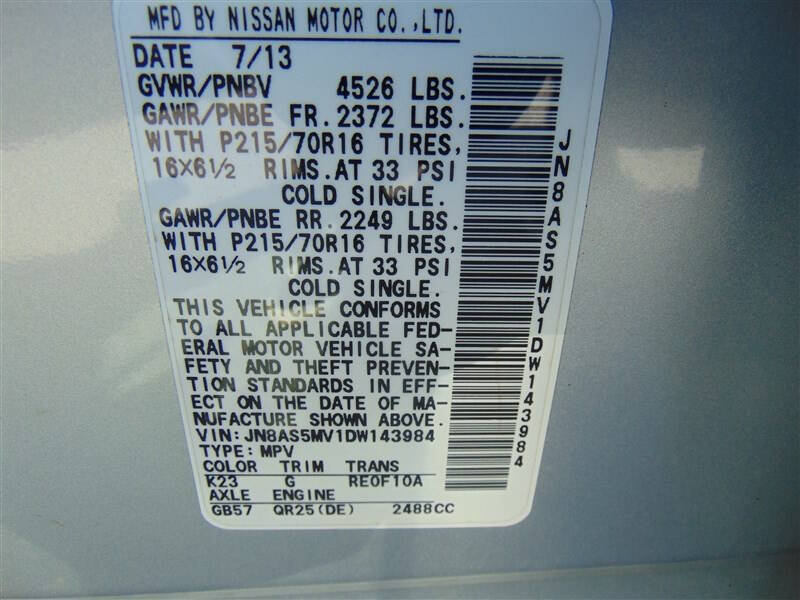 MFD BY NISSAN MOTOR CO.,LTD.
DATE 7/13
GVWR/PNBV 4526 LBS.
GAWR/PNBE FR. 2372 LBS.
WITH P215/70R16 TIRES,
16X6½ RIMS. AT 33 PSI
COLD SINGLE.
GAWR/PNBE RR. 2249 LBS.
WITH P215/70R16 TIRES,
16X6½ RIMS. AT 33 PSI
COLD SINGLE.
THIS VEHICLE CONFORMS
TO ALL APPLICABLE FED-
ERAL MOTOR VEHICLE SA-
FETY AND THEFT PREVEN-
TION STANDARDS IN EFF-
ECT ON THE DATE OF MA-
NUFACTURE SHOWN ABOVE.
VIN:JN8AS5MV1DW143984
TYPE:MPV
COLOR TRIM TRANS
K23 G RE0F10A
AXLE ENGINE
GB57 QR25(DE) 2488CC
JN8AS5MV1DW143984